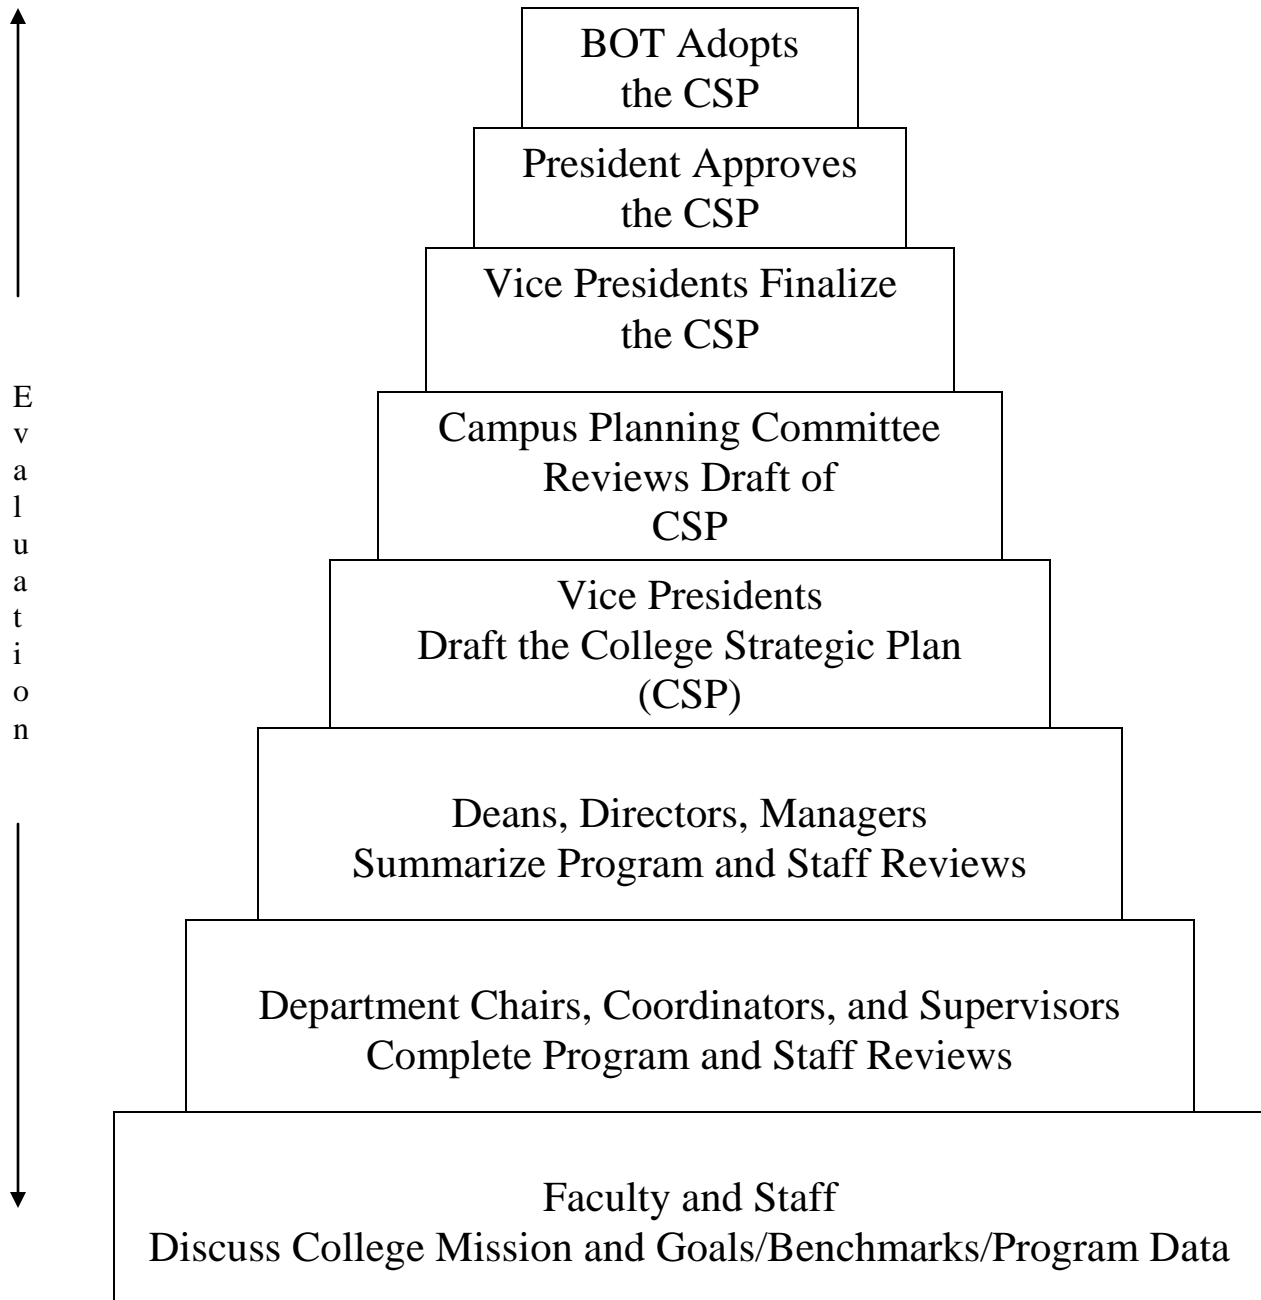 BOT Adopts
the CSP
President Approves
the CSP
Vice Presidents Finalize
the CSP
Campus Planning Committee
Reviews Draft of
CSP
Vice Presidents
Draft the College Strategic Plan
(CSP)
Deans, Directors, Managers
Summarize Program and Staff Reviews
Department Chairs, Coordinators, and Supervisors
Complete Program and Staff Reviews
Faculty and Staff
Discuss College Mission and Goals/Benchmarks/Program Data
Evaluation